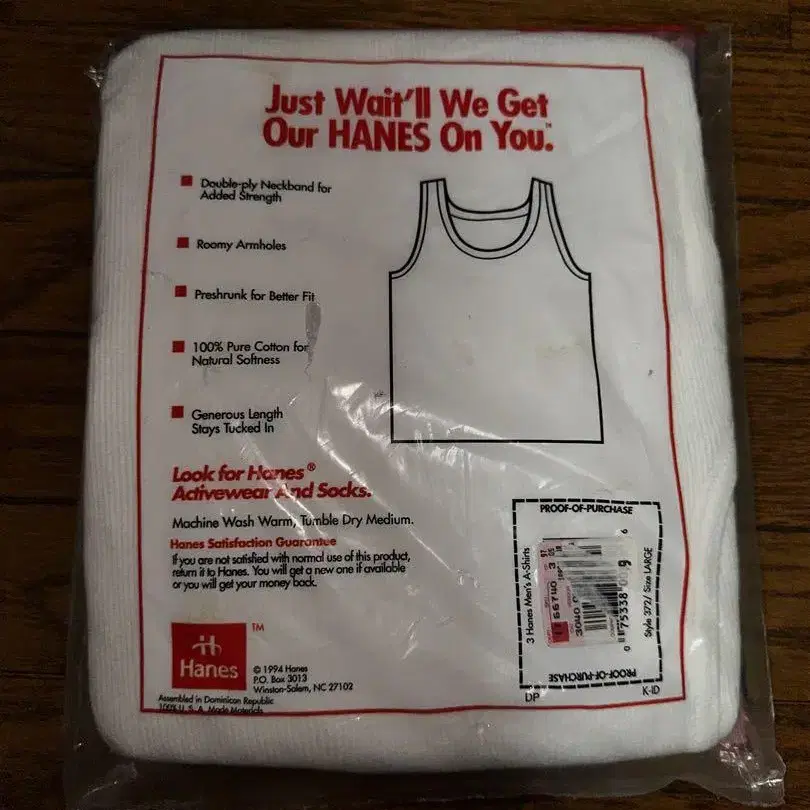 Just Wait'll We Get
Our HANES On You.™
Double-ply Neckband for
Added Strength
Roomy Armholes
Preshrunk for Better Fit
100% Pure Cotton for
Natural Softness
Generous Length
Stays Tucked In
Look for Hanes®
Activewear And Socks.
Machine Wash Warm, Tumble Dry Medium.
Hanes Satisfaction Guarantee
If you are not satisfied with normal use of this product,
return it to Hanes. You will get a new one if available
or you will get your money back.
Hanes
TM
© 1994 Hanes
P.O. Box 3013
Winston-Salem, NC 27102
Assembled in Dominican Republic
100% U.S.A. Made Materials
PROOF-OF-PURCHASE
3 Hanes Men's A-Shirts
Style 372/ Size LARGE
PROOF-OF-PURCHASE
DP
K-ID